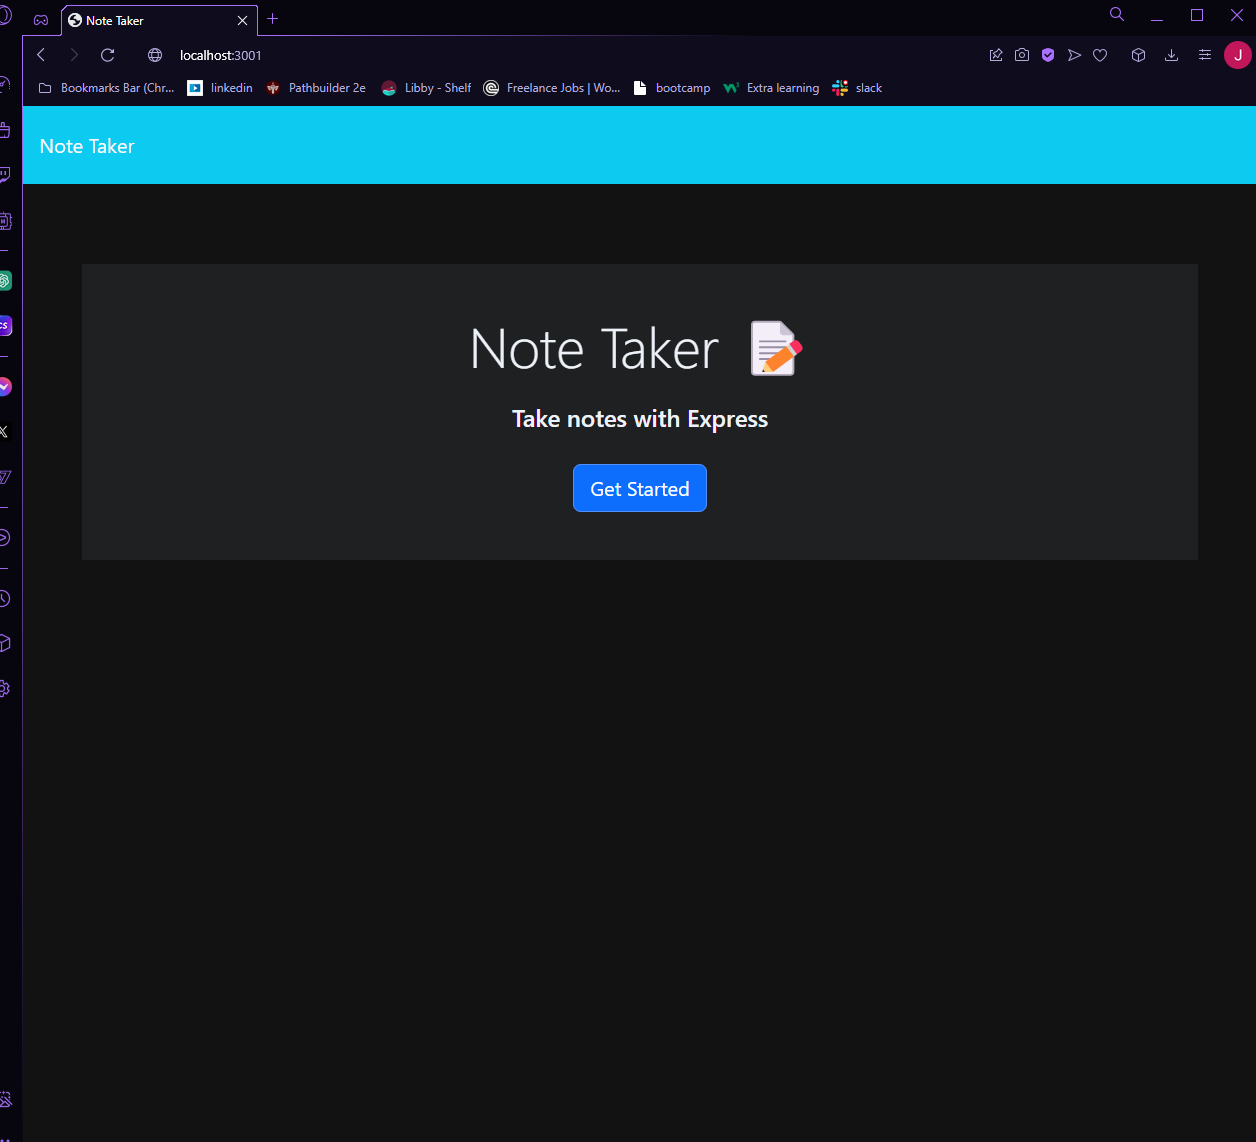 Note Taker
localhost:3001
J
Bookmarks Bar (Chr... linkedin Pathbuilder 2e Libby - Shelf Freelance Jobs | Wo... bootcamp Extra learning slack
Note Taker
Note Taker
Take notes with Express
Get Started